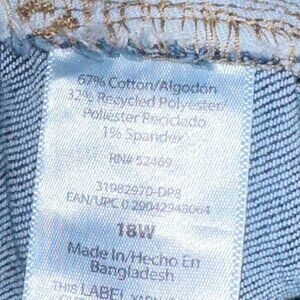 67% Cotton/Algodon
32% Recycled Polyester/
Poliester Reciclado
1% Spandex
RN# 52469
31982970-DP8
EAN/UPC 0 29042948064
18W
Made In/Hecho En
Bangladesh
THIS LABEL